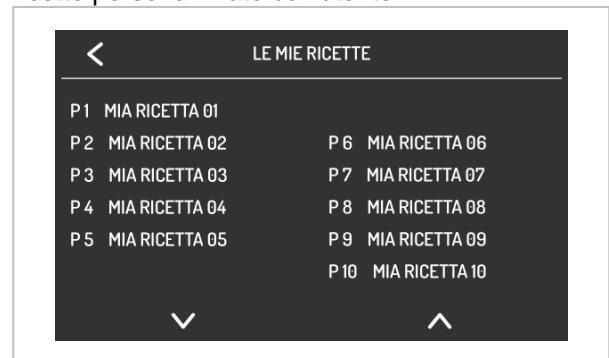 LE MIE RICETTE
P1 MIA RICETTA 01
P2 MIA RICETTA 02
P3 MIA RICETTA 03
P4 MIA RICETTA 04
P5 MIA RICETTA 05
P6 MIA RICETTA 06
P7 MIA RICETTA 07
P8 MIA RICETTA 08
P9 MIA RICETTA 09
P10 MIA RICETTA 10